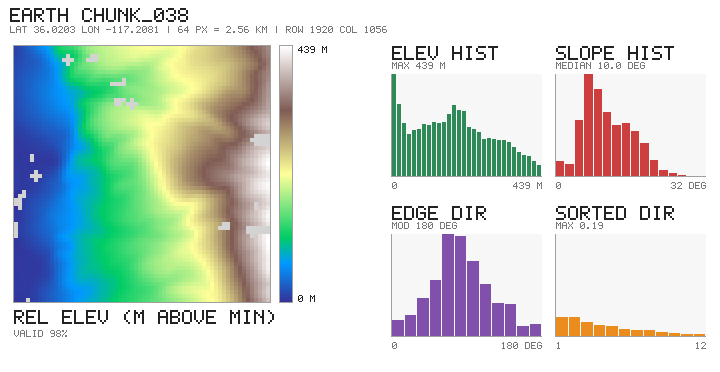 EARTH CHUNK_038
LAT 36.0203 LON -117.2081 | 64 PX = 2.56 KM | ROW 1920 COL 1056
439 M
0 M
REL ELEV (M ABOVE MIN)
VALID 98%
ELEV HIST
MAX 439 M
0 439 M
SLOPE HIST
MEDIAN 10.0 DEG
0 32 DEG
EDGE DIR
MOD 180 DEG
0 180 DEG
SORTED DIR
MAX 0.19
1 12